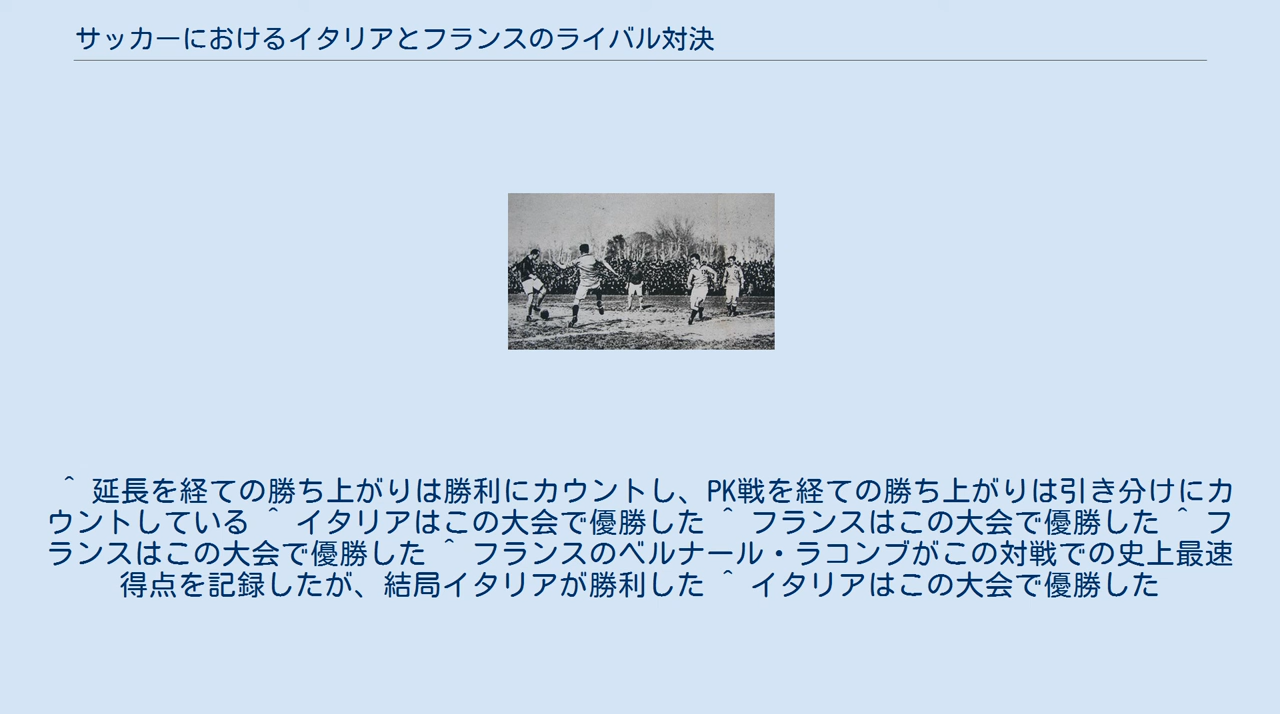 サッカーにおけるイタリアとフランスのライバル対決
^ 延長を経ての勝ち上がりは勝利にカウントし、PK戦を経ての勝ち上がりは引き分けにカ
ウントしている ^ イタリアはこの大会で優勝した ^ フランスはこの大会で優勝した ^ フ
ランスはこの大会で優勝した ^ フランスのベルナール・ラコンブがこの対戦での史上最速
得点を記録したが、結局イタリアが勝利した ^ イタリアはこの大会で優勝した